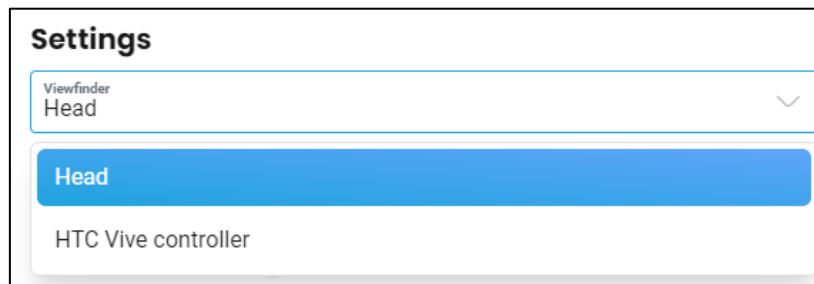 Settings
Viewfinder
Head
Head
HTC Vive controller